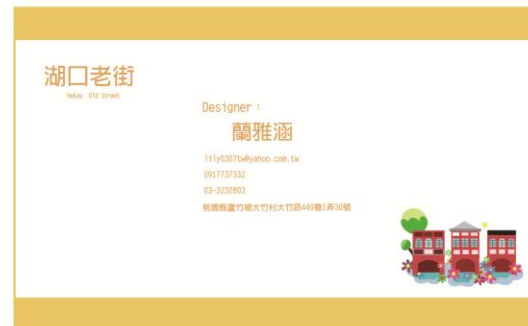 湖口老街
Hukou Old Street
Designer：
蘭雅涵
lily0307tw@yahoo.com.tw
0917737332
03-3232803
桃園縣蘆竹鄉大竹村大竹路449巷1弄30號